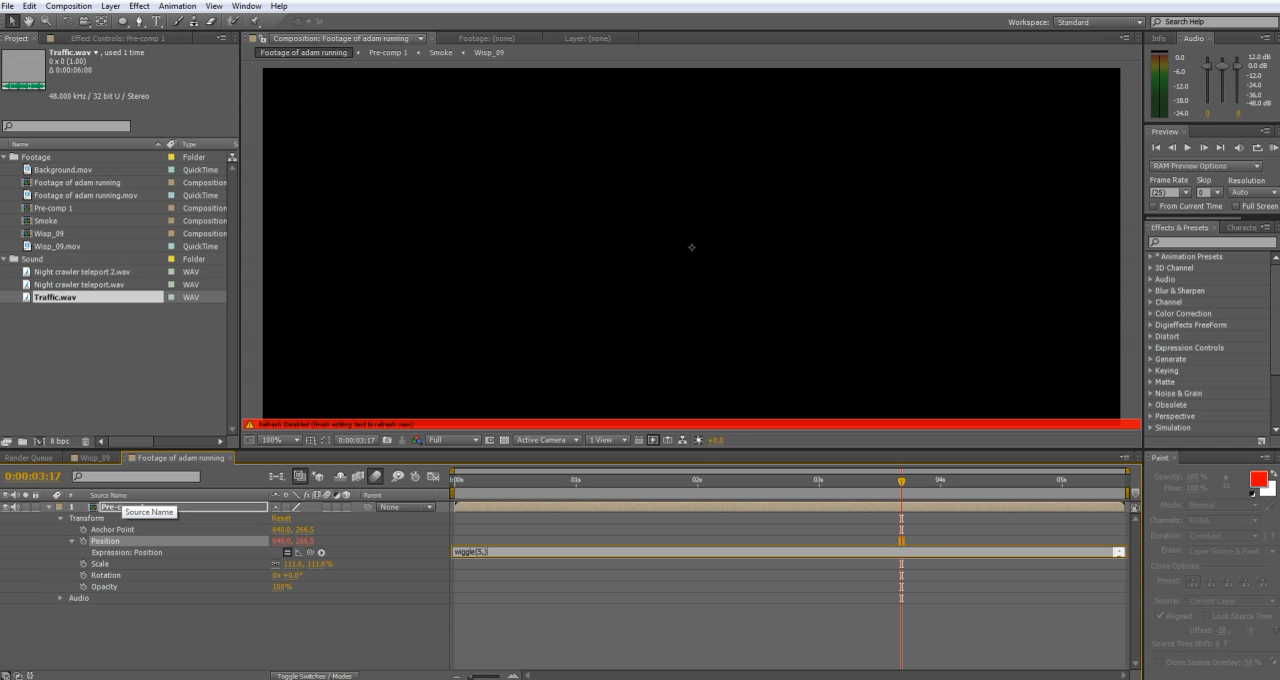 File Edit Composition Layer Effect Animation View Window Help
Workspace: Standard Search Help
Project × Effect Controls: Pre-comp 1
Composition: Footage of adam running Footage: (none) Layer: (none)
Info Audio ×
Traffic.wav ▼ , used 1 time
0 x 0 (1.00)
Δ 0:00:06:00
48.000 kHz / 32 bit U / Stereo
Footage of adam running Pre-comp 1 Smoke Wisp_09
0.0
-6.0
-12.0
-18.0
-24.0
12.0 dB
0.0 dB
-12.0
-24.0
-36.0
-48.0 dB
0 0
Name Type S
Footage Folder
Background.mov QuickTime
Footage of adam running Composition
Footage of adam running.mov QuickTime
Pre-comp 1 Composition
Smoke Composition
Wisp_09 Composition
Wisp_09.mov QuickTime
Sound Folder
Night crawler teleport 2.wav WAV
Night crawler teleport.wav WAV
Traffic.wav WAV
Preview ×
RAM Preview Options
Frame Rate Skip Resolution
(25) 0 Auto
From Current Time Full Screen
Effects & Presets × Characte
* Animation Presets
3D Channel
Audio
Blur & Sharpen
Channel
Color Correction
Digieffects FreeForm
Distort
Expression Controls
Generate
Keying
Matte
Noise & Grain
Obsolete
Perspective
Simulation
Refresh Disabled (finish editing text to refresh view)
8 bpc
100% 0:00:03:17 Full Active Camera 1 View +0.0
Render Queue Wisp_09 Footage of adam running ×
0:00:03:17
:00s 01s 02s 03s 04s 05s
Source Name Parent
1 Pre-c None
Source Name
Transform Reset
Anchor Point 640.0, 266.5
Position 640.0, 266.5
Expression: Position wiggle(5,)
Scale 111.6, 111.6%
Rotation 0x +0.0°
Opacity 100%
Audio
Toggle Switches / Modes
Paint ×
Opacity: 100 %
Flow: 100 %
Mode: Normal
Channels: RGBA
Duration: Constant
Erase: Layer Source & Paint
Clone Options
Preset:
Source: Current Layer
Aligned Lock Source Time
Offset: -28, -9
Source Time Shift: 0 f
Clone Source Overlay: 50 %